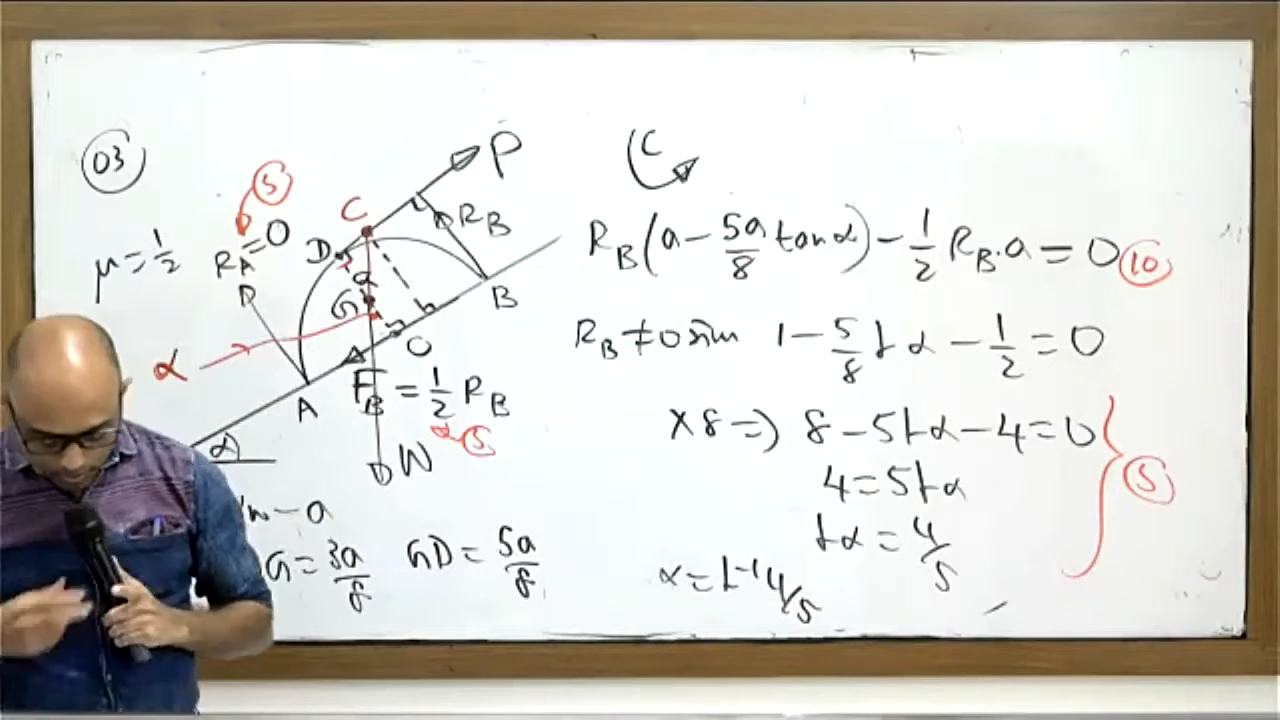 03
μ = 1/2
R_A = 0
5
C
P
D
R_B
α
G
B
O
A
α
F_B = 1/2 R_B
5
W
α
G = 3a/8 GD = 5a/8
C
R_B(a - 5a/8 tan α) - 1/2 R_B·a = 0 10
R_B ≠ 0 1 - 5/8 t α - 1/2 = 0
×8 ⇒ 8 - 5tα - 4 = 0
4 = 5tα
tα = 4/5
5
α = t⁻¹ 4/5